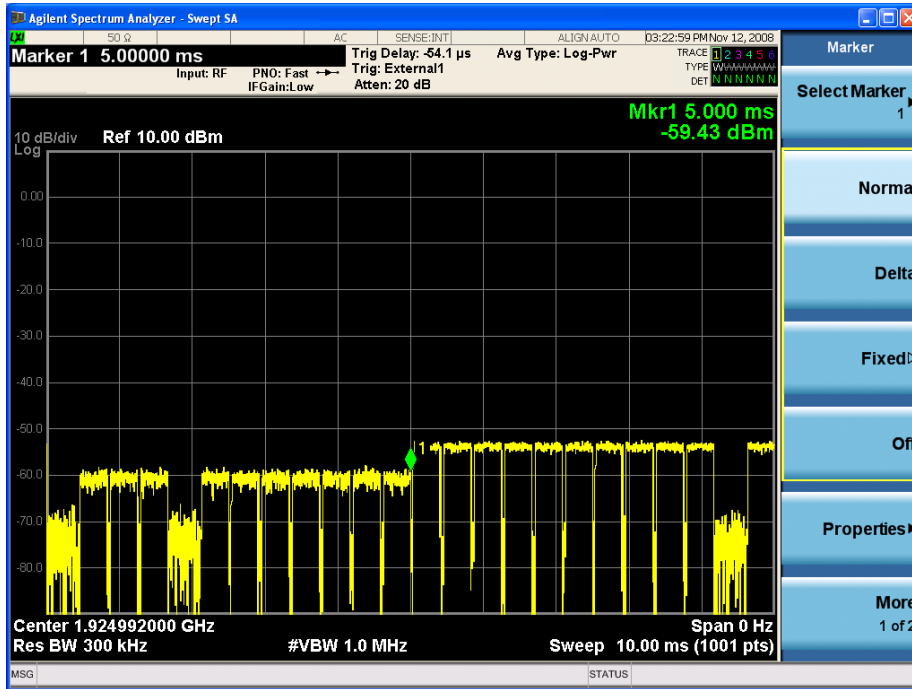 Agilent Spectrum Analyzer - Swept SA
LXI 50 Ω AC SENSE:INT ALIGN AUTO 03:22:59 PM Nov 12, 2008
Marker 1 5.00000 ms
Input: RF PNO: Fast
IFGain:Low
Trig Delay: -54.1 µs
Trig: External1
Atten: 20 dB
Avg Type: Log-Pwr
TRACE 1 2 3 4 5 6
TYPE WWWWWW
DET N N N N N N
Mkr1 5.000 ms
-59.43 dBm
10 dB/div Ref 10.00 dBm
Log
0.00
-10.0
-20.0
-30.0
-40.0
-50.0
-60.0
-70.0
-80.0
1
Center 1.924992000 GHz Span 0 Hz
Res BW 300 kHz #VBW 1.0 MHz Sweep 10.00 ms (1001 pts)
MSG STATUS
Marker
Select Marker
1
Norma
Delta
Fixed
Of
Properties
More
1 of 2